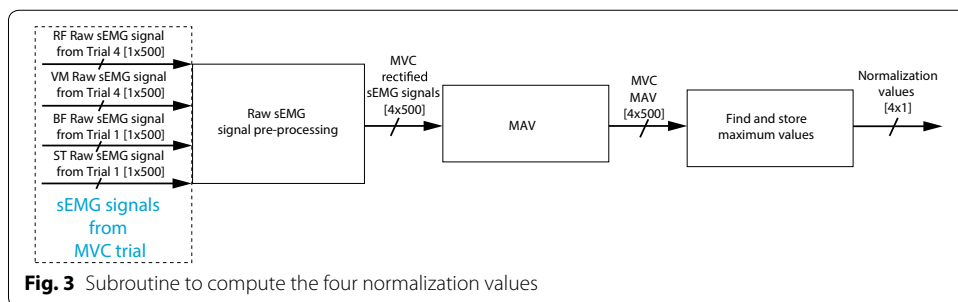 RF Raw sEMG signal
from Trial 4 [1x500]
VM Raw sEMG signal
from Trial 4 [1x500]
BF Raw sEMG signal
from Trial 1 [1x500]
ST Raw sEMG signal
from Trial 1 [1x500]
sEMG signals
from
MVC trial
Raw sEMG
signal pre-processing
MVC
rectified
sEMG signals
[4x500]
MAV
MVC
MAV
[4x500]
Find and store
maximum values
Normalization
values
[4x1]
Fig. 3 Subroutine to compute the four normalization values